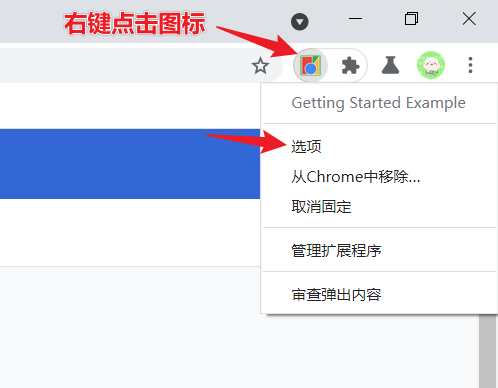 右键点击图标
Getting Started Example
选项
从Chrome中移除...
取消固定
管理扩展程序
审查弹出内容